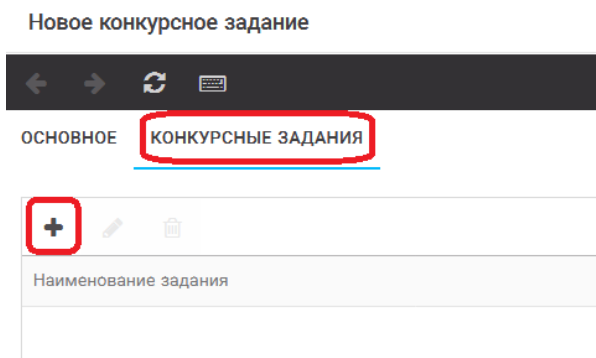 Новое конкурсное задание
ОСНОВНОЕ КОНКУРСНЫЕ ЗАДАНИЯ
Наименование задания